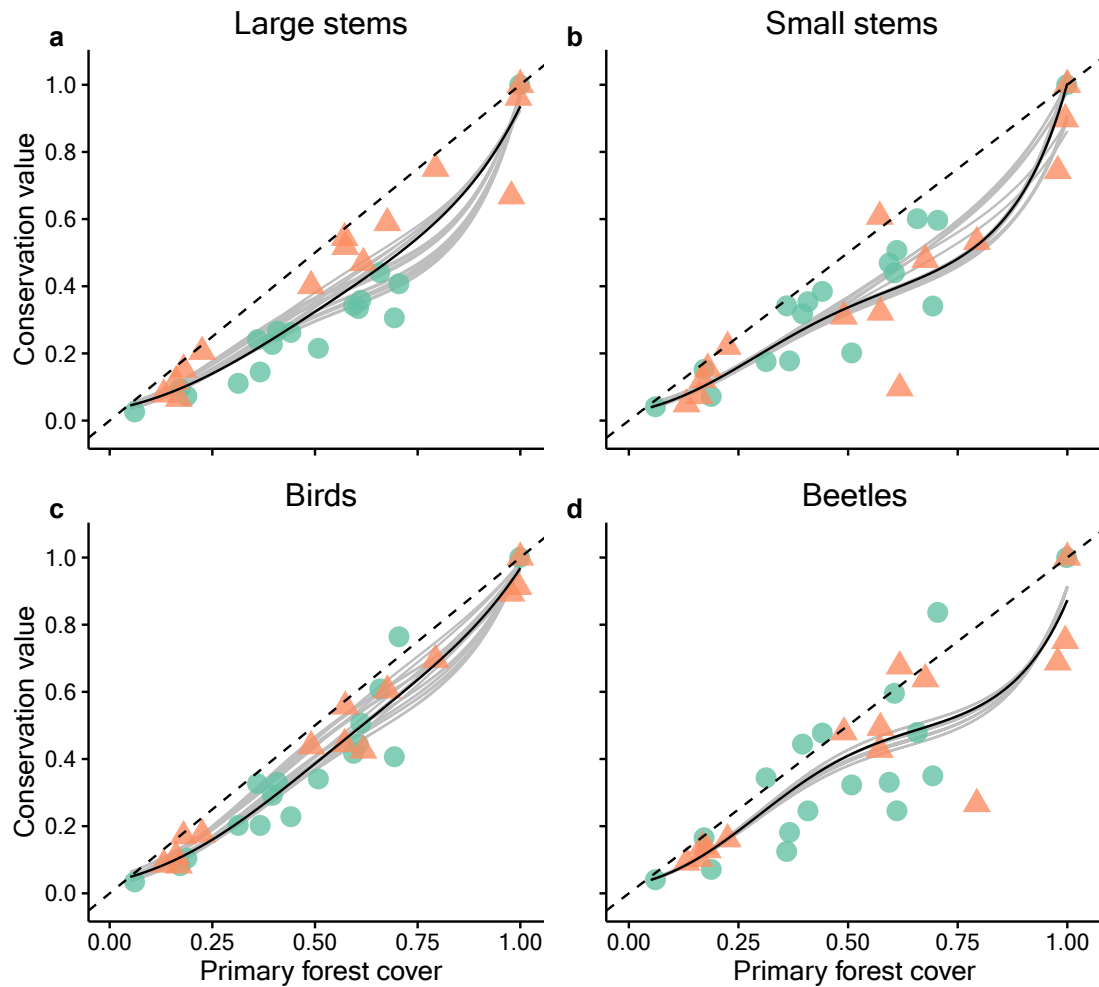 a Large stems
b Small stems
Conservation value
1.0
0.8
0.6
0.4
0.2
0.0
c Birds
d Beetles
Conservation value
1.0
0.8
0.6
0.4
0.2
0.0
0.00 0.25 0.50 0.75 1.00
0.00 0.25 0.50 0.75 1.00
Primary forest cover
Primary forest cover